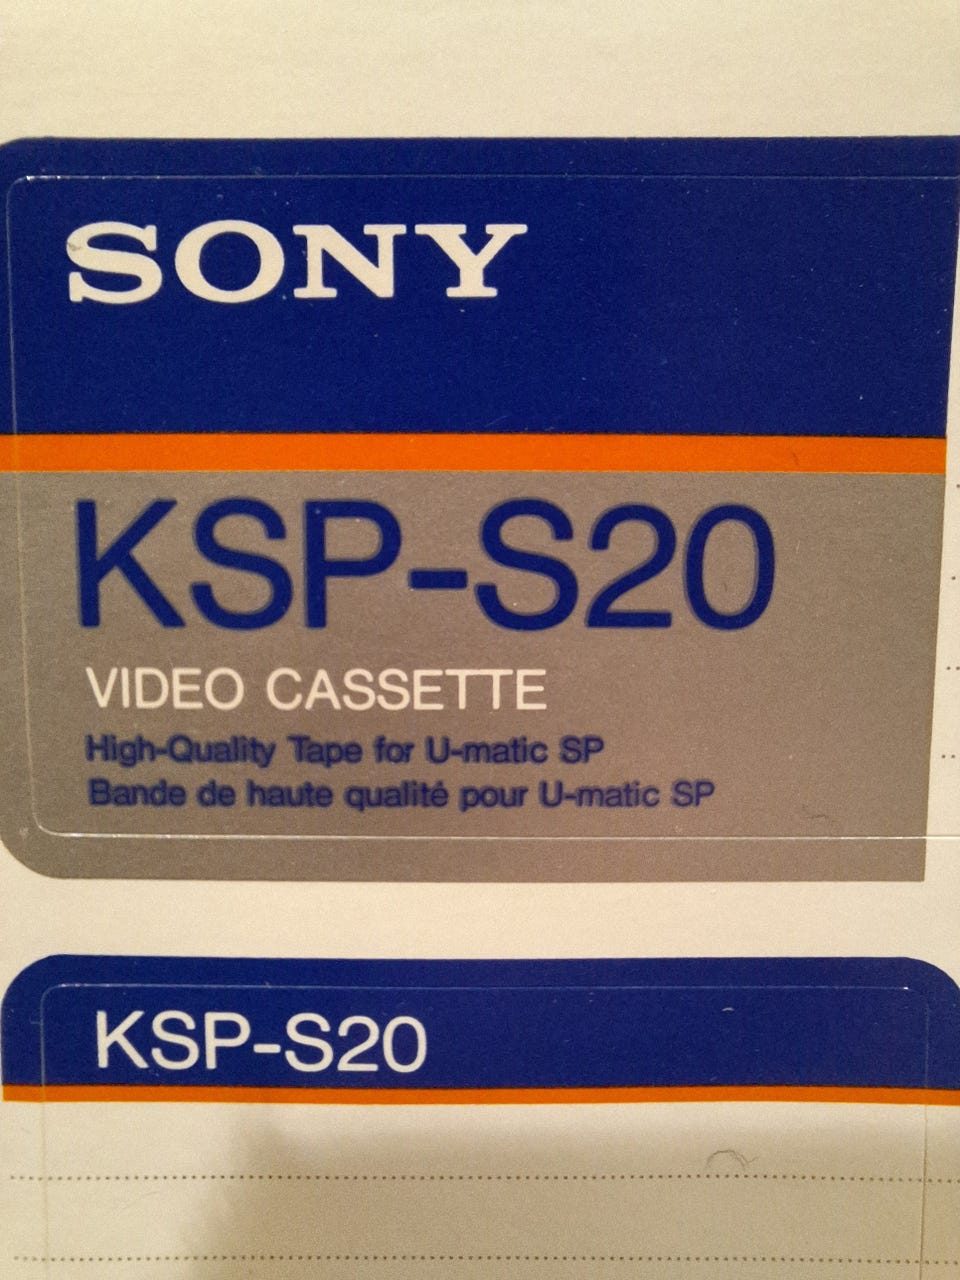 SONY
KSP-S20
VIDEO CASSETTE
High-Quality Tape for U-matic SP
Bande de haute qualité pour U-matic SP
KSP-S20